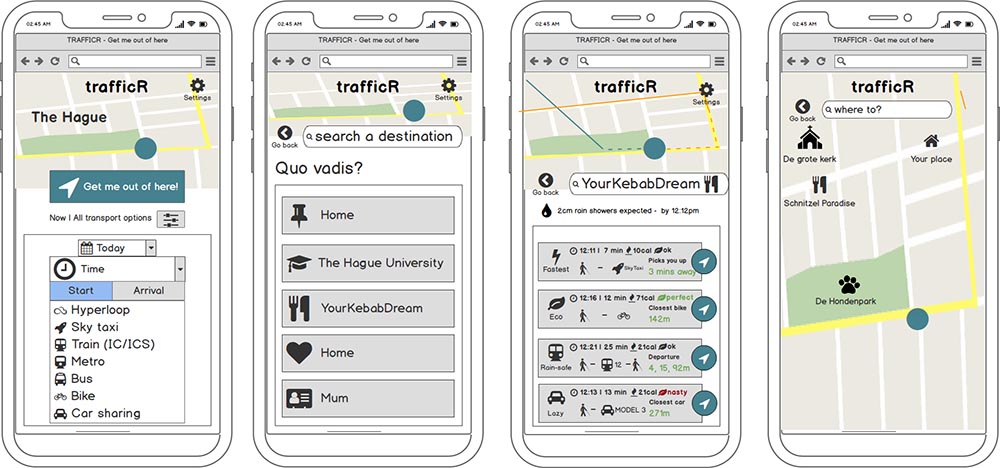 02:45 AM
TRAFFICR - Get me out of here
trafficR
Settings
The Hague
Get me out of here!
Now | All transport options
Today
Time
Start Arrival
Hyperloop
Sky taxi
Train (IC/ICS)
Metro
Bus
Bike
Car sharing
02:45 AM
TRAFFICR - Get me out of here
trafficR
Settings
Go back
search a destination
Quo vadis?
Home
The Hague University
YourKebabDream
Home
Mum
02:45 AM
TRAFFICR - Get me out of here
trafficR
Settings
Go back
YourKebabDream
2cm rain showers expected - by 12:12pm
12:11 | 7 min 10cal ok
Picks you up
Fastest – SkyTaxi 3 mins away
12:16 | 12 min 71cal perfect
Closest bike
Eco – 142m
12:21 | 25 min 21cal ok
Departure
Rain-safe – 12 – 4, 15, 92m
12:13 | 13 min 21cal nasty
Closest car
Lazy – MODEL 3 271m
02:45 AM
TRAFFICR - Get me out of here
trafficR
Go back
where to?
De grote kerk
Your place
Schnitzel Paradise
De Hondenpark